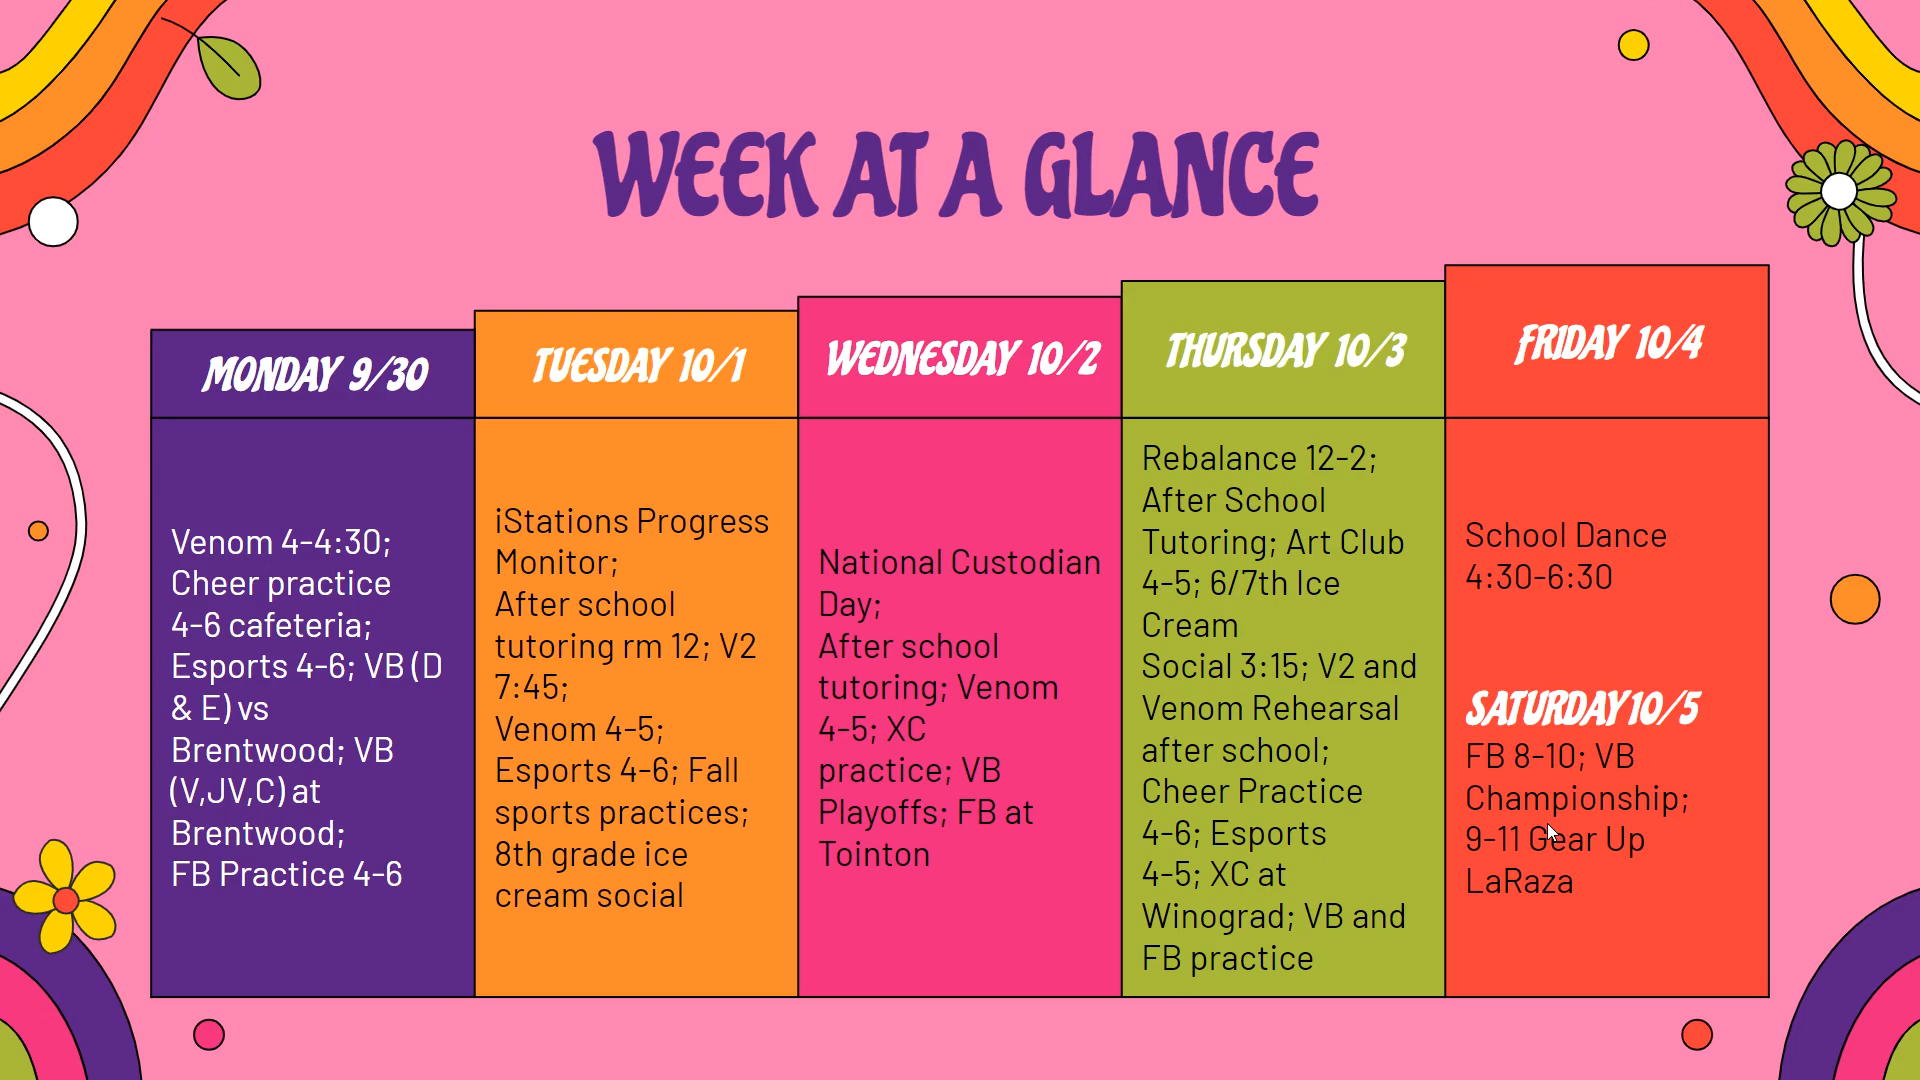 WEEK AT A GLANCE
MONDAY 9/30
Venom 4-4:30;
Cheer practice
4-6 cafeteria;
Esports 4-6; VB (D
& E) vs
Brentwood; VB
(V,JV,C) at
Brentwood;
FB Practice 4-6
TUESDAY 10/1
iStations Progress
Monitor;
After school
tutoring rm 12; V2
7:45;
Venom 4-5;
Esports 4-6; Fall
sports practices;
8th grade ice
cream social
WEDNESDAY 10/2
National Custodian
Day;
After school
tutoring; Venom
4-5; XC
practice; VB
Playoffs; FB at
Tointon
THURSDAY 10/3
Rebalance 12-2;
After School
Tutoring; Art Club
4-5; 6/7th Ice
Cream
Social 3:15; V2 and
Venom Rehearsal
after school;
Cheer Practice
4-6; Esports
4-5; XC at
Winograd; VB and
FB practice
FRIDAY 10/4
School Dance
4:30-6:30
SATURDAY 10/5
FB 8-10; VB
Championship;
9-11 Gear Up
LaRaza